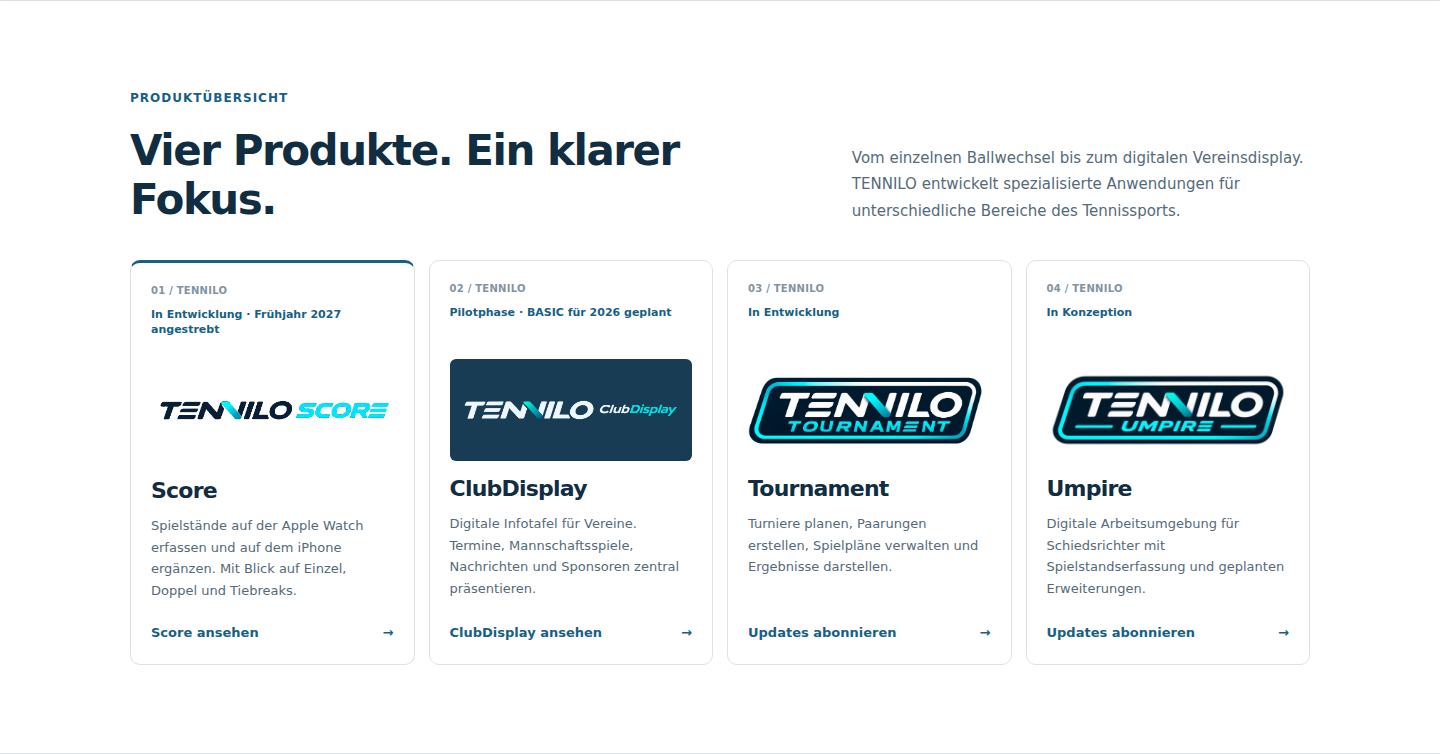 PRODUKTÜBERSICHT
Vier Produkte. Ein klarer
Fokus.
Vom einzelnen Ballwechsel bis zum digitalen Vereinsdisplay.
TENNILO entwickelt spezialisierte Anwendungen für
unterschiedliche Bereiche des Tennissports.
01 / TENNILO
In Entwicklung · Frühjahr 2027
angestrebt
TENNILO SCORE
Score
Spielstände auf der Apple Watch
erfassen und auf dem iPhone
ergänzen. Mit Blick auf Einzel,
Doppel und Tiebreaks.
Score ansehen →
02 / TENNILO
Pilotphase · BASIC für 2026 geplant
TENNILO ClubDisplay
ClubDisplay
Digitale Infotafel für Vereine.
Termine, Mannschaftsspiele,
Nachrichten und Sponsoren zentral
präsentieren.
ClubDisplay ansehen →
03 / TENNILO
In Entwicklung
TENNILO
TOURNAMENT
Tournament
Turniere planen, Paarungen
erstellen, Spielpläne verwalten und
Ergebnisse darstellen.
Updates abonnieren →
04 / TENNILO
In Konzeption
TENNILO
UMPIRE
Umpire
Digitale Arbeitsumgebung für
Schiedsrichter mit
Spielstandserfassung und geplanten
Erweiterungen.
Updates abonnieren →